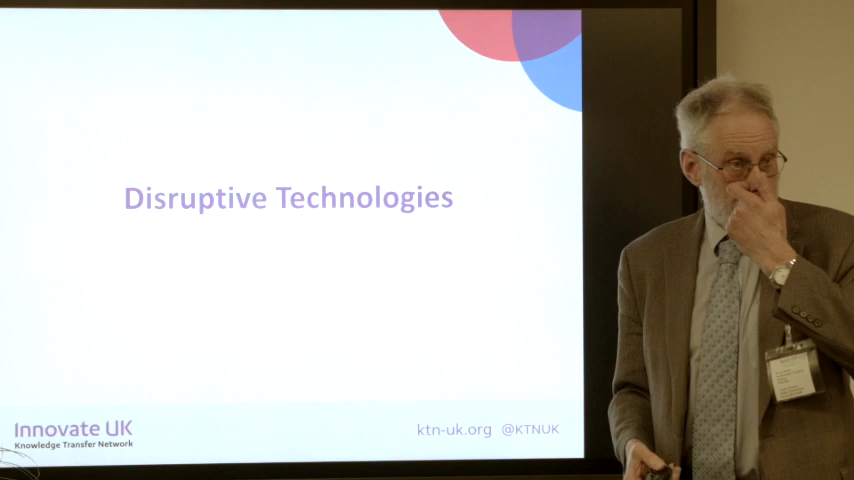 Disruptive Technologies
Innovate UK
Knowledge Transfer Network
ktn-uk.org @KTNUK